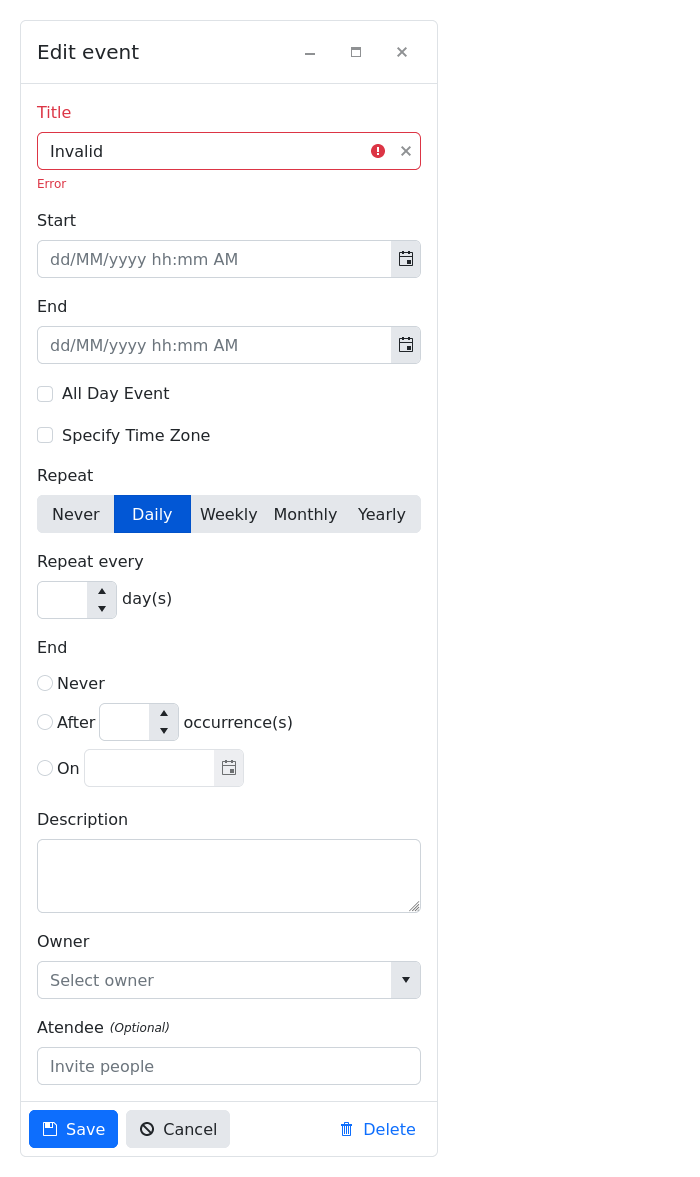 Edit event
Title
Invalid
Error
Start
dd/MM/yyyy hh:mm AM
End
dd/MM/yyyy hh:mm AM
All Day Event
Specify Time Zone
Repeat
Never Daily Weekly Monthly Yearly
Repeat every
day(s)
End
Never
After occurrence(s)
On
Description
Owner
Select owner
Atendee (Optional)
Invite people
Save Cancel Delete